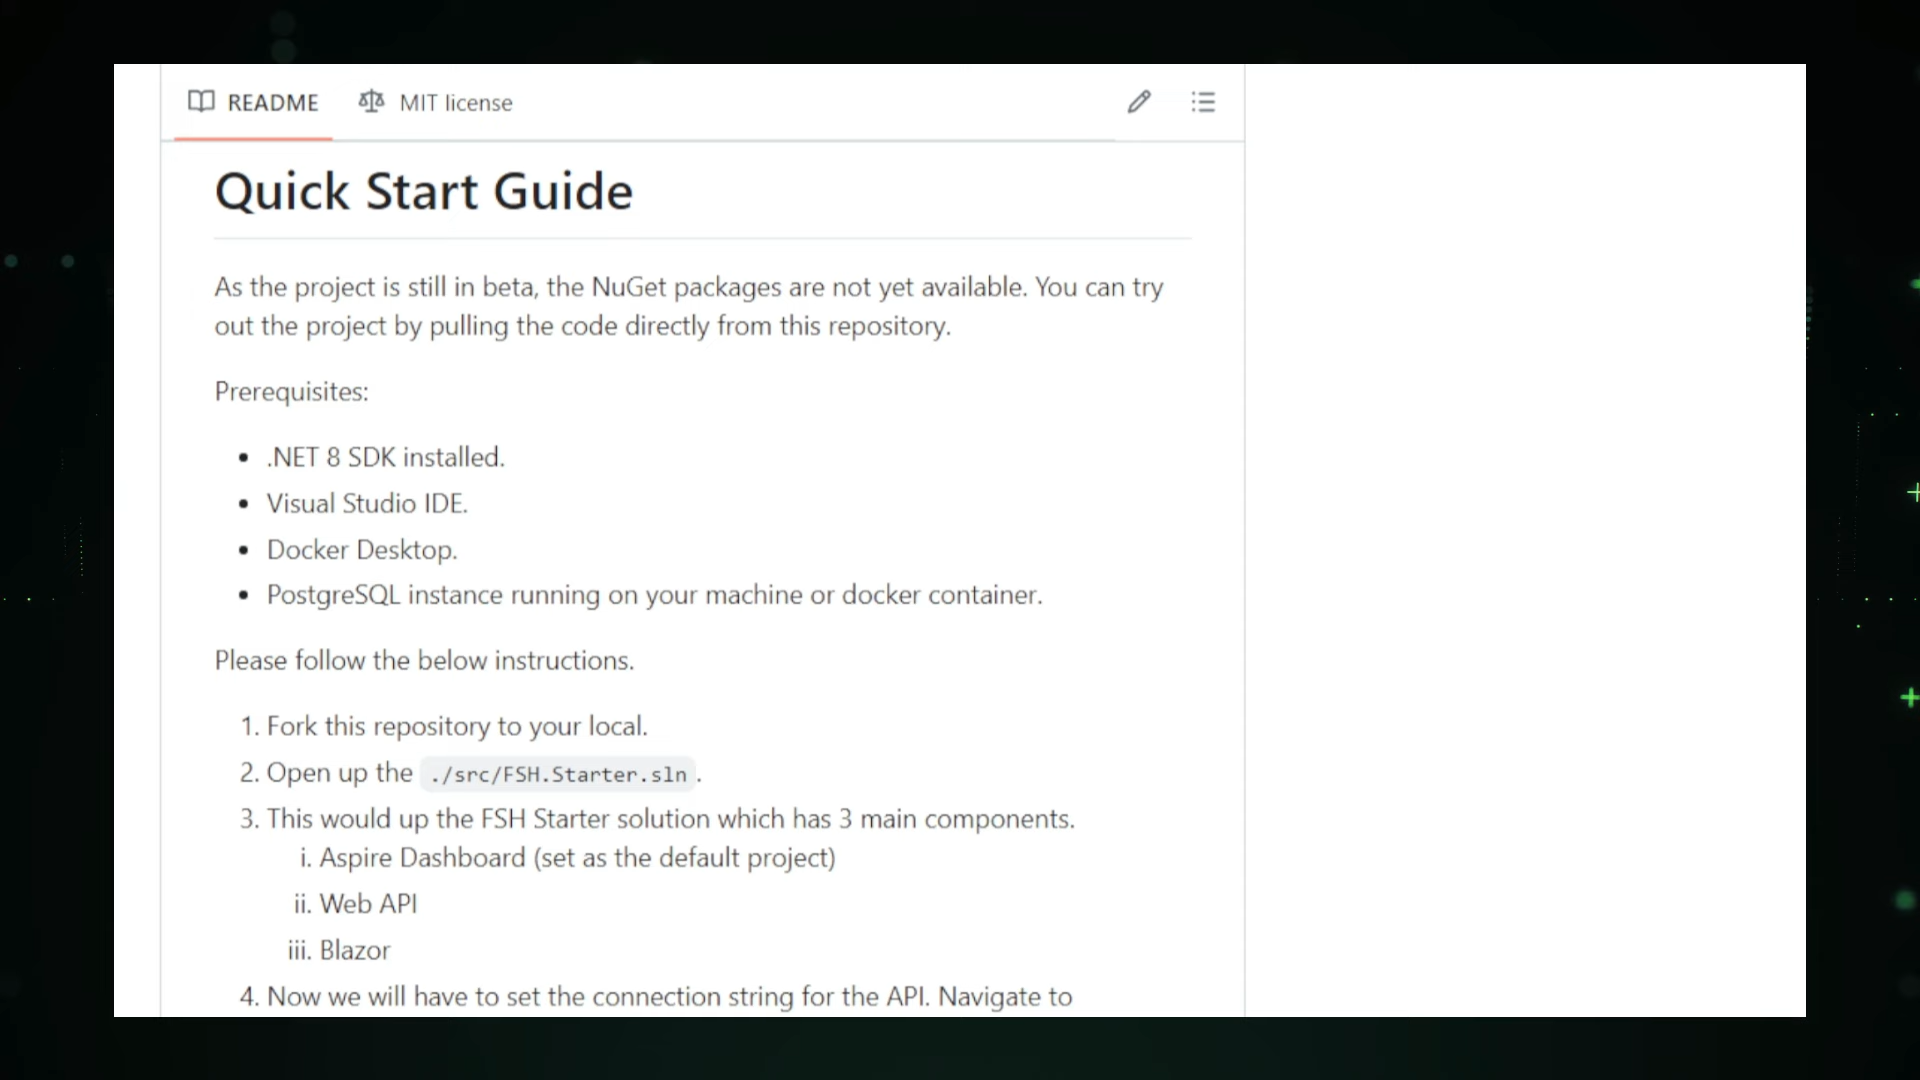 README MIT license
Quick Start Guide
As the project is still in beta, the NuGet packages are not yet available. You can try
out the project by pulling the code directly from this repository.
Prerequisites:
• .NET 8 SDK installed.
• Visual Studio IDE.
• Docker Desktop.
• PostgreSQL instance running on your machine or docker container.
Please follow the below instructions.
1. Fork this repository to your local.
2. Open up the ./src/FSH.Starter.sln .
3. This would up the FSH Starter solution which has 3 main components.
i. Aspire Dashboard (set as the default project)
ii. Web API
iii. Blazor
4. Now we will have to set the connection string for the API. Navigate to